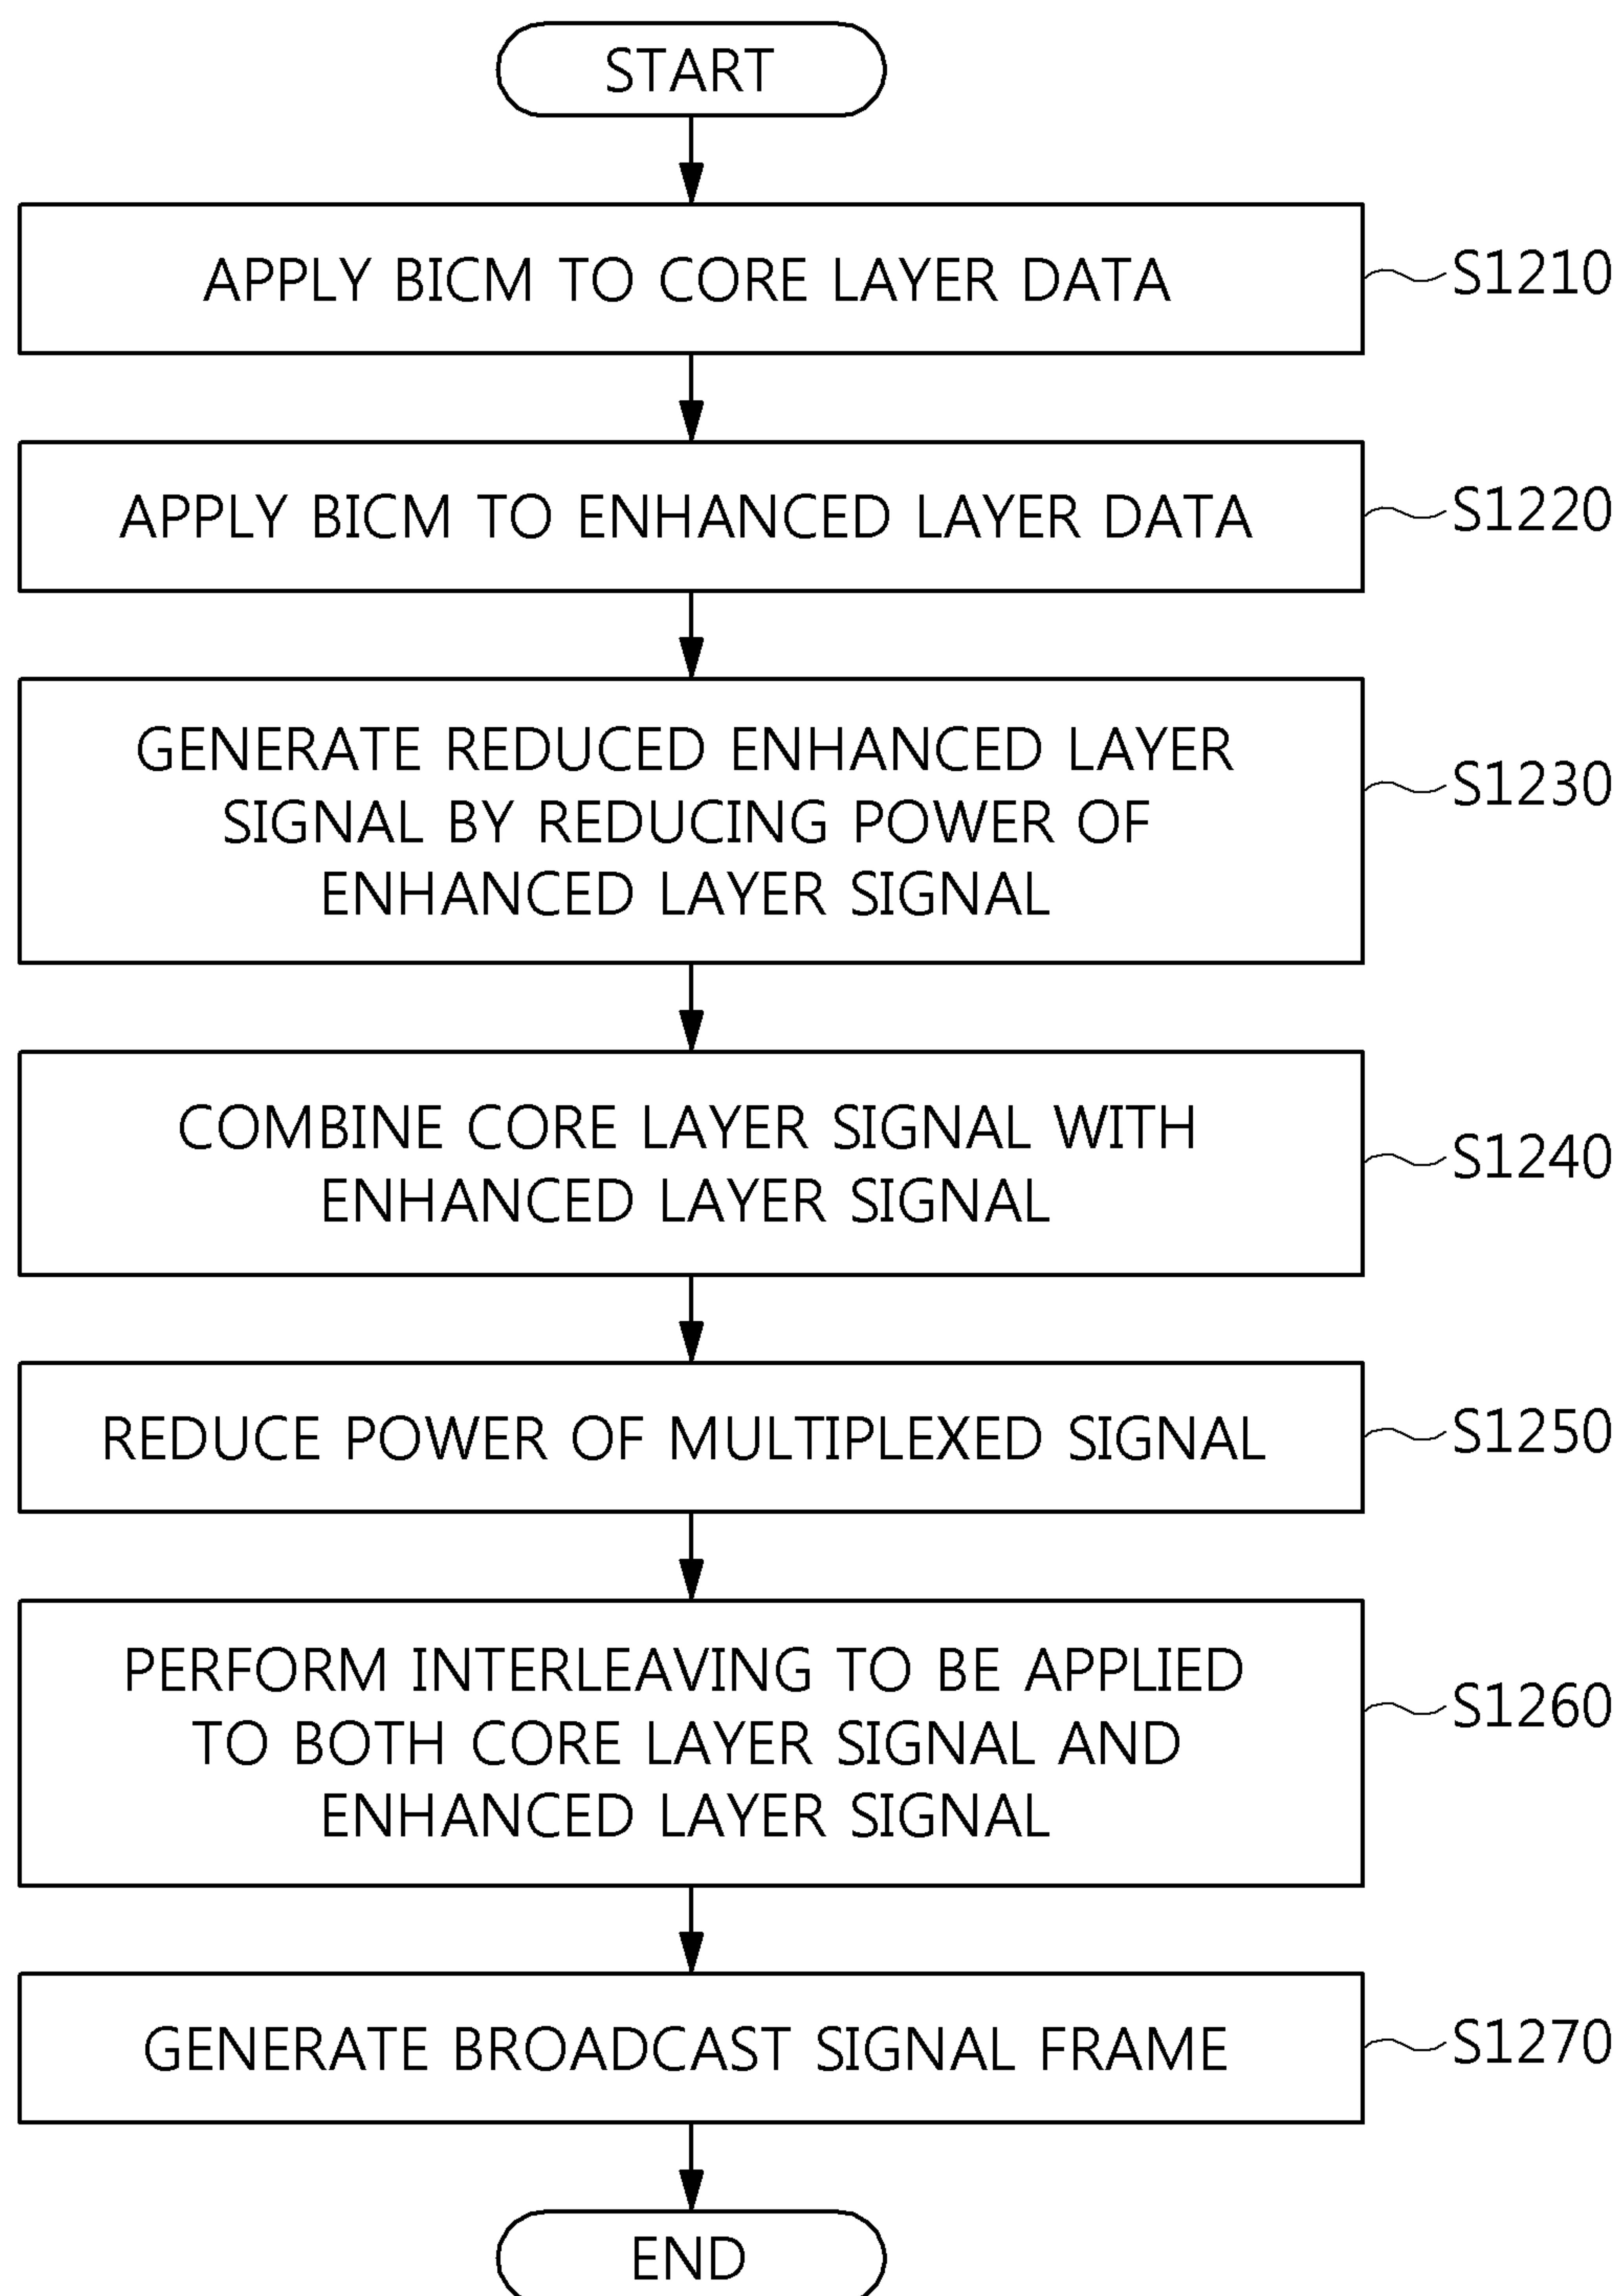 START
APPLY BICM TO CORE LAYER DATA
S1210
APPLY BICM TO ENHANCED LAYER DATA
S1220
GENERATE REDUCED ENHANCED LAYER
SIGNAL BY REDUCING POWER OF
ENHANCED LAYER SIGNAL
S1230
COMBINE CORE LAYER SIGNAL WITH
ENHANCED LAYER SIGNAL
S1240
REDUCE POWER OF MULTIPLEXED SIGNAL
S1250
PERFORM INTERLEAVING TO BE APPLIED
TO BOTH CORE LAYER SIGNAL AND
ENHANCED LAYER SIGNAL
S1260
GENERATE BROADCAST SIGNAL FRAME
S1270
END